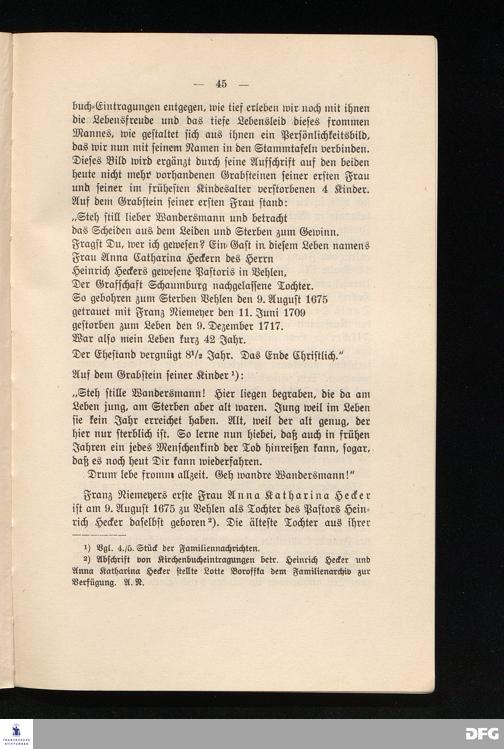 — 45 —
buch-Eintragungen entgegen, wie tief erleben wir noch mit ihnen
die Lebensfreude und das tiefe Lebensleid dieses frommen
Mannes, wie gestaltet sich aus ihnen ein Persönlichkeitsbild,
das wir nun mit seinem Namen in den Stammtafeln verbinden.
Dieses Bild wird ergänzt durch seine Aufschrift auf den beiden
heute nicht mehr vorhandenen Grabsteinen seiner ersten Frau
und seiner im frühesten Kindesalter verstorbenen 4 Kinder.
Auf dem Grabstein seiner ersten Frau stand:
„Steh still lieber Wandersmann und betracht
das Scheiden aus dem Leiden und Sterben zum Gewinn.
Fragst Du, wer ich gewesen? Ein Gast in diesem Leben namens
Frau Anna Catharina Heckern des Herrn
Heinrich Heckers gewesene Pastoris in Vehlen,
Der Grafschaft Schaumburg nachgelassene Tochter.
So gebohren zum Sterben Vehlen den 9. August 1675
getrauet mit Franz Niemeyer den 11. Juni 1709
gestorben zum Leben den 9. Dezember 1717.
War also mein Leben kurz 42 Jahr.
Der Ehestand vergnügt 8½ Jahr. Das Ende Christlich.“
Auf dem Grabstein seiner Kinder ¹):
„Steh stille Wandersmann! Hier liegen begraben, die da am
Leben jung, am Sterben aber alt waren. Jung weil im Leben
sie kein Jahr erreichet haben. Alt, weil der alt genug, der
hier nur sterblich ist. So lerne nun hiebei, daß auch in frühen
Jahren ein jedes Menschenkind der Tod hinreißen kann, sogar,
daß es noch heut Dir kann wiederfahren.
Drum lebe fromm allzeit. Geh wandre Wandersmann!“
Franz Niemeyers erste Frau Anna Katharina Hecker
ist am 9. August 1675 zu Vehlen als Tochter des Pastors Hein-
rich Hecker daselbst geboren ²). Die älteste Tochter aus ihrer
¹) Vgl. 4./5. Stück der Familiennachrichten.
²) Abschrift von Kirchenbucheintragungen betr. Heinrich Hecker und
Anna Katharina Hecker stellte Lotte Boroffka dem Familienarchiv zur
Verfügung. A. N.
FRANCKESCHE
STIFTUNGEN
DFG